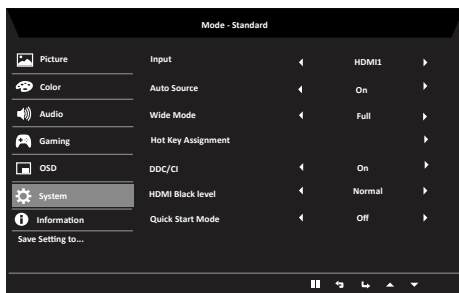 Mode - Standard
Picture
Input
HDMI1
Color
Auto Source
On
Audio
Wide Mode
Full
Gaming
Hot Key Assignment
OSD
DDC/CI
On
System
HDMI Black level
Normal
Information
Quick Start Mode
Off
Save Setting to...